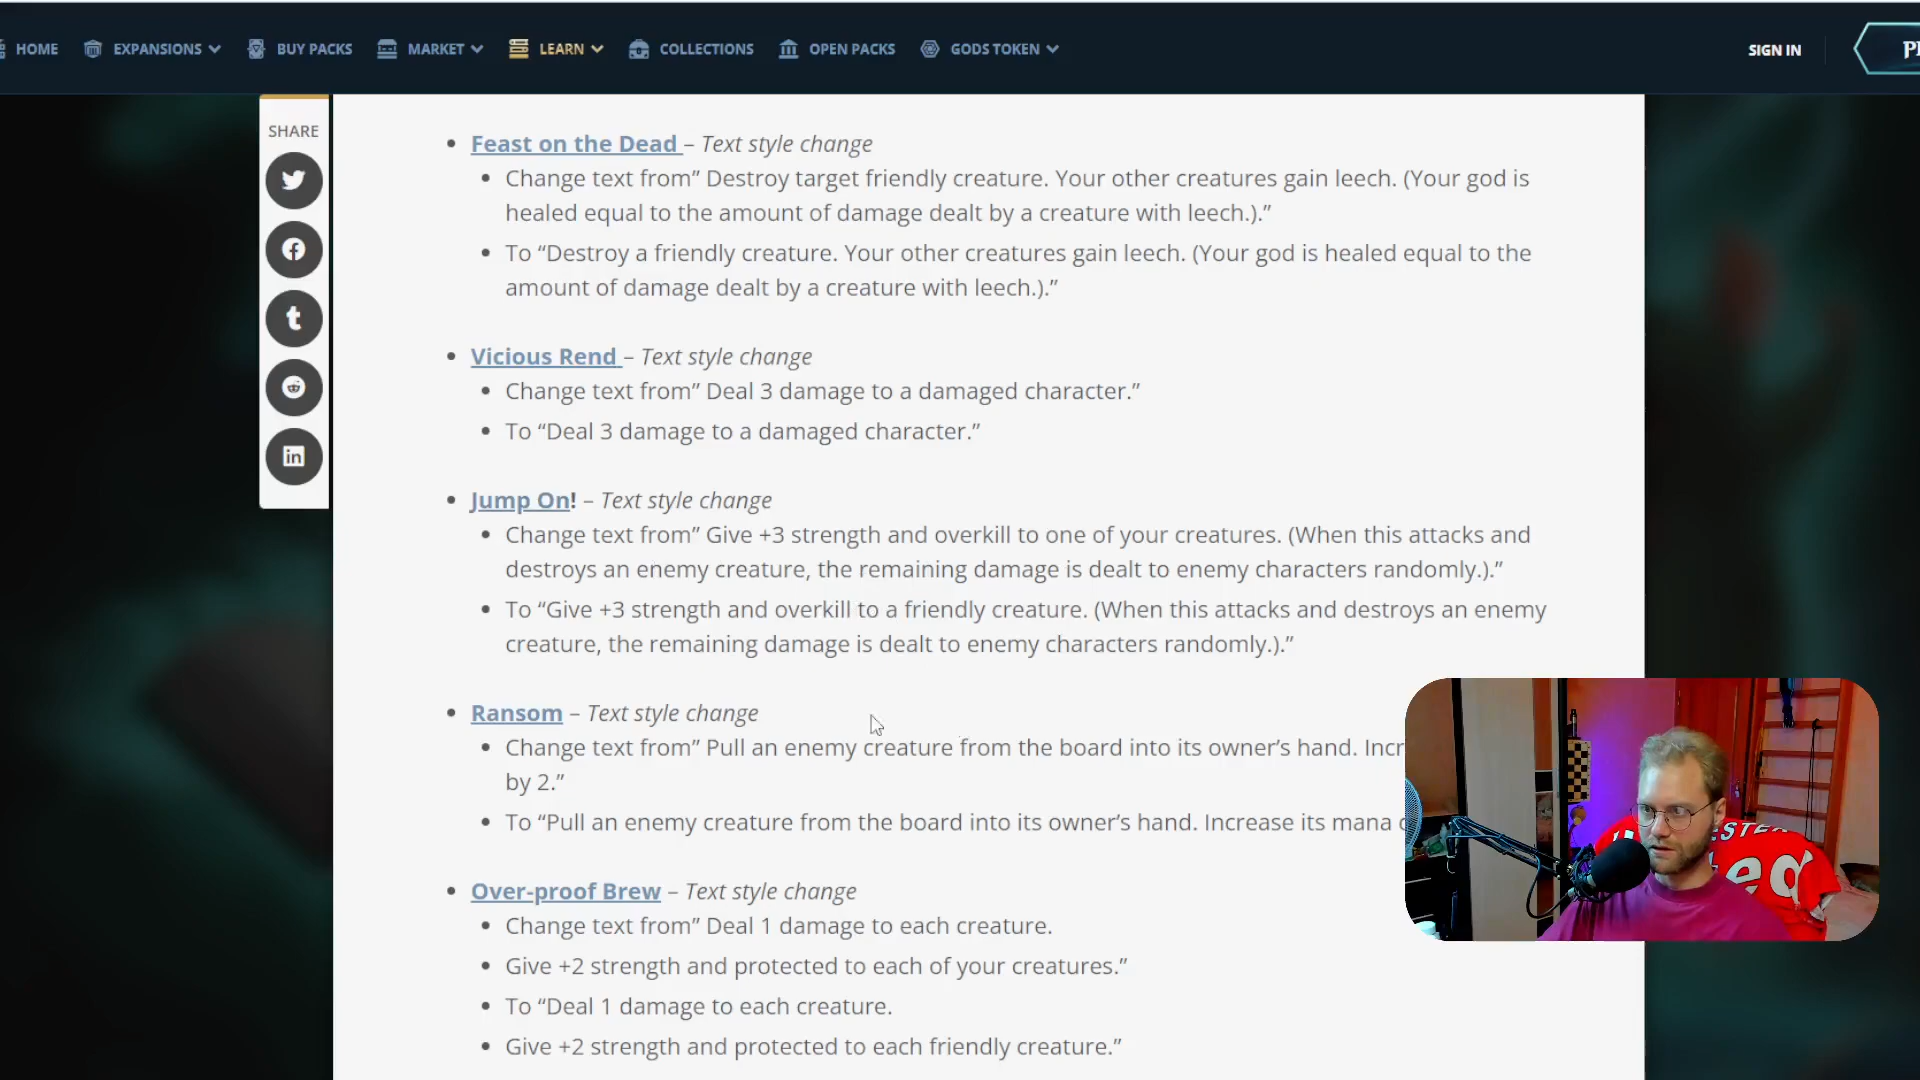 HOME EXPANSIONS BUY PACKS MARKET LEARN COLLECTIONS OPEN PACKS GODS TOKEN SIGN IN
SHARE
• Feast on the Dead – Text style change
• Change text from” Destroy target friendly creature. Your other creatures gain leech. (Your god is
healed equal to the amount of damage dealt by a creature with leech.).”
• To “Destroy a friendly creature. Your other creatures gain leech. (Your god is healed equal to the
amount of damage dealt by a creature with leech.).”
• Vicious Rend – Text style change
• Change text from” Deal 3 damage to a damaged character.”
• To “Deal 3 damage to a damaged character.”
• Jump On! – Text style change
• Change text from” Give +3 strength and overkill to one of your creatures. (When this attacks and
destroys an enemy creature, the remaining damage is dealt to enemy characters randomly.).”
• To “Give +3 strength and overkill to a friendly creature. (When this attacks and destroys an enemy
creature, the remaining damage is dealt to enemy characters randomly.).”
• Ransom – Text style change
• Change text from” Pull an enemy creature from the board into its owner’s hand. Incr
by 2.”
• To “Pull an enemy creature from the board into its owner’s hand. Increase its mana
• Over-proof Brew – Text style change
• Change text from” Deal 1 damage to each creature.
• Give +2 strength and protected to each of your creatures.”
• To “Deal 1 damage to each creature.
• Give +2 strength and protected to each friendly creature.”